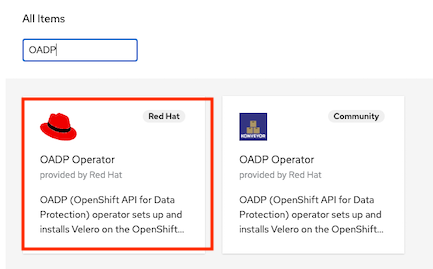 All Items
OADP
Red Hat
OADP Operator
provided by Red Hat
OADP (OpenShift API for Data
Protection) operator sets up and
installs Velero on the OpenShift...
KONVEYOR
Community
OADP Operator
provided by Red Hat
OADP (OpenShift API for Data
Protection) operator sets up and
installs Velero on the OpenShift...